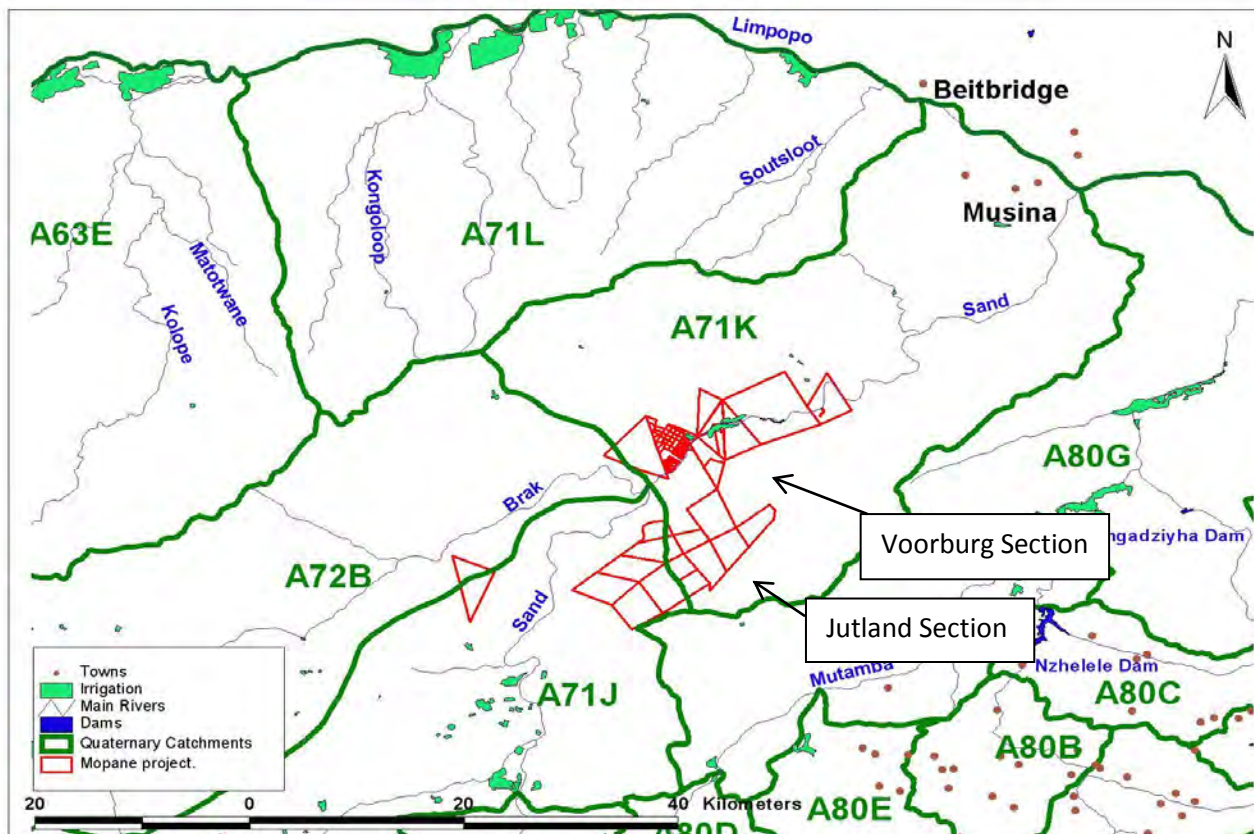 Limpopo
N
Beitbridge
Soutsloot
Musina
Kongoloop
A63E
A71L
Matotwane
Kolope
Sand
A71K
A80G
Brak
Voorburg Section
ngadziyha Dam
A72B
Sand
Jutland Section
Nzhelele Dam
Mutamba
A80C
A71J
A80B
Towns
Irrigation
Main Rivers
Dams
Quaternary Catchments
Mopane project.
20 0 20 40 Kilometers
A80E
A80D